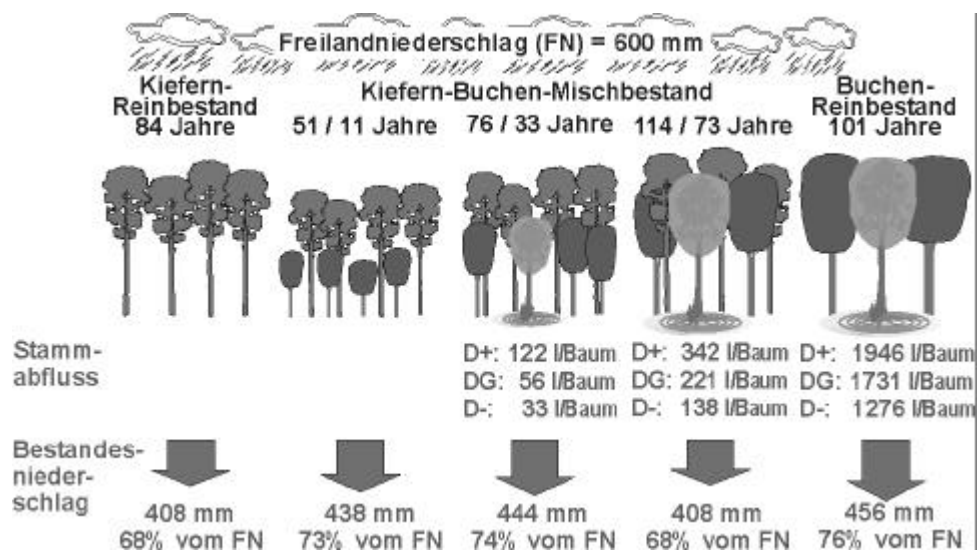 Freilandniederschlag (FN) = 600 mm
Kiefern-
Reinbestand
84 Jahre
Kiefern-Buchen-Mischbestand
51 / 11 Jahre
76 / 33 Jahre
114 / 73 Jahre
Buchen-
Reinbestand
101 Jahre
Stamm-
abfluss
D+: 122 l/Baum
DG: 56 l/Baum
D-: 33 l/Baum
D+: 342 l/Baum
DG: 221 l/Baum
D-: 138 l/Baum
D+: 1946 l/Baum
DG: 1731 l/Baum
D-: 1276 l/Baum
Bestandes-
nieder-
schlag
408 mm
68% vom FN
438 mm
73% vom FN
444 mm
74% vom FN
408 mm
68% vom FN
456 mm
76% vom FN